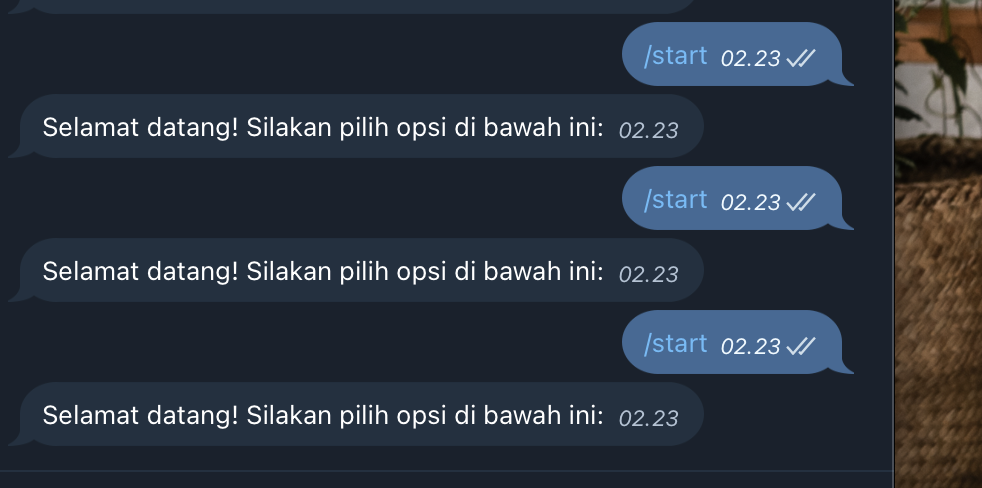 /start 02.23
Selamat datang! Silakan pilih opsi di bawah ini: 02.23
/start 02.23
Selamat datang! Silakan pilih opsi di bawah ini: 02.23
/start 02.23
Selamat datang! Silakan pilih opsi di bawah ini: 02.23